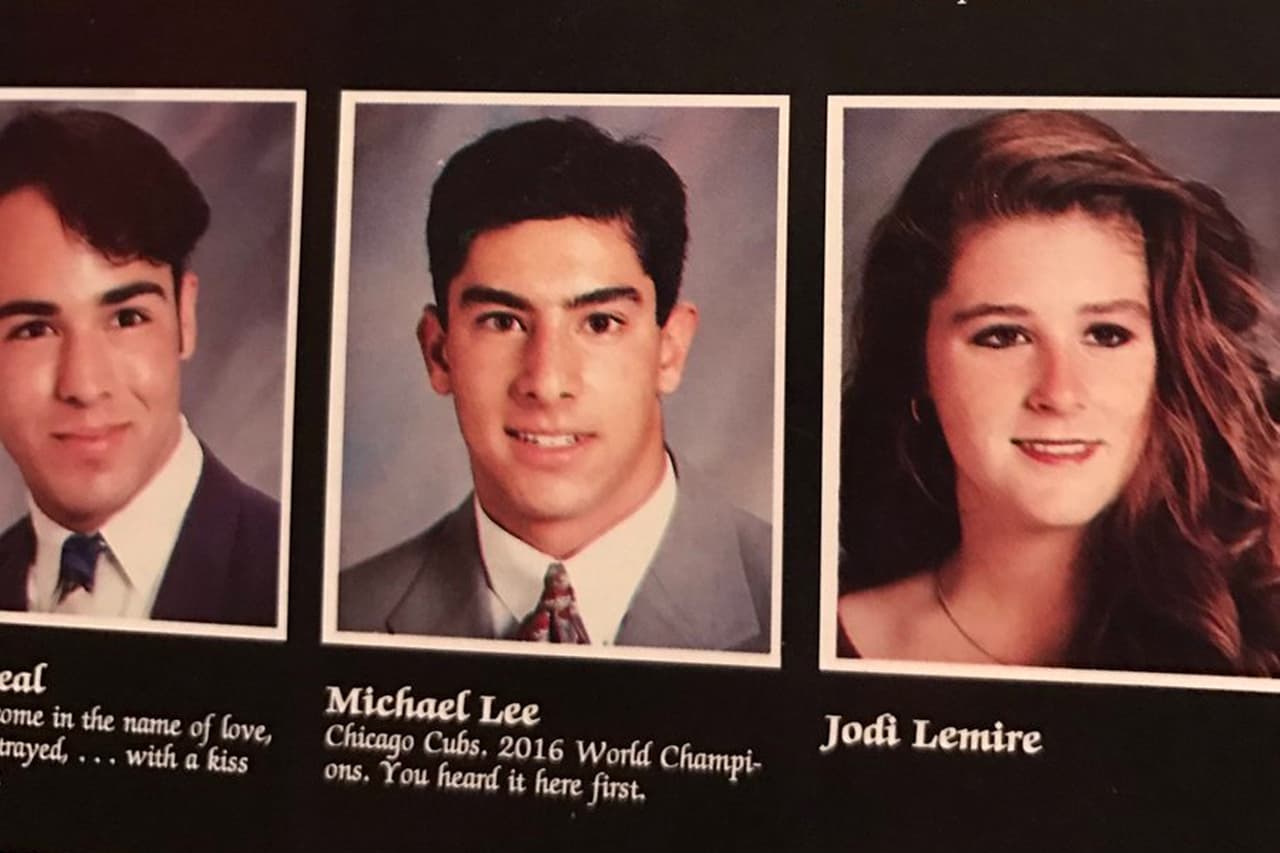 eal
ome in the name of love,
trayed, . . . with a kiss
Michael Lee
Chicago Cubs. 2016 World Champi-
ons. You heard it here first.
Jodi Lemire